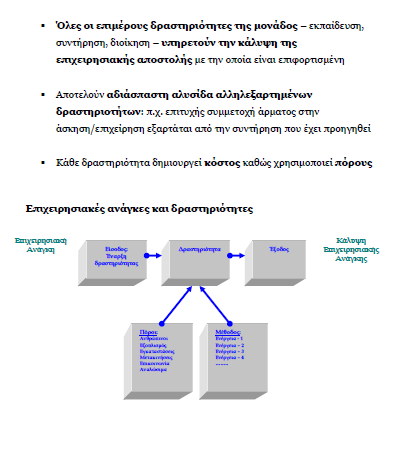 ▪ Όλες οι επιμέρους δραστηριότητες της μονάδος – εκπαίδευση,
συντήρηση, διοίκηση – υπηρετούν την κάλυψη της
επιχειρησιακής αποστολής με την οποία είναι επιφορτισμένη
▪ Αποτελούν αδιάσπαστη αλυσίδα αλληλεξαρτημένων
δραστηριοτήτων: π.χ. επιτυχής συμμετοχή άρματος στην
άσκηση/επιχείρηση εξαρτάται από την συντήρηση που έχει προηγηθεί
▪ Κάθε δραστηριότητα δημιουργεί κόστος καθώς χρησιμοποιεί πόρους
Επιχειρησιακές ανάγκες και δραστηριότητες
Επιχειρησιακή
Ανάγκη
Είσοδος:
Έναρξη
δραστηριότητας
Δραστηριότητα
Έξοδος
Κάλυψη
Επιχειρησιακής
Ανάγκης
Πόροι:
Ανθρώπινοι
Εξοπλισμός
Εγκαταστάσεις
Μετακινήσεις
Επικοινωνία
Αναλώσιμα
Μέθοδος:
Ενέργεια – 1
Ενέργεια – 2
Ενέργεια – 3
Ενέργεια – 4
……